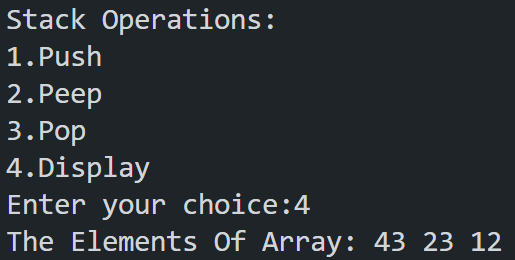 Stack Operations:
1.Push
2.Peep
3.Pop
4.Display
Enter your choice:4
The Elements Of Array: 43 23 12